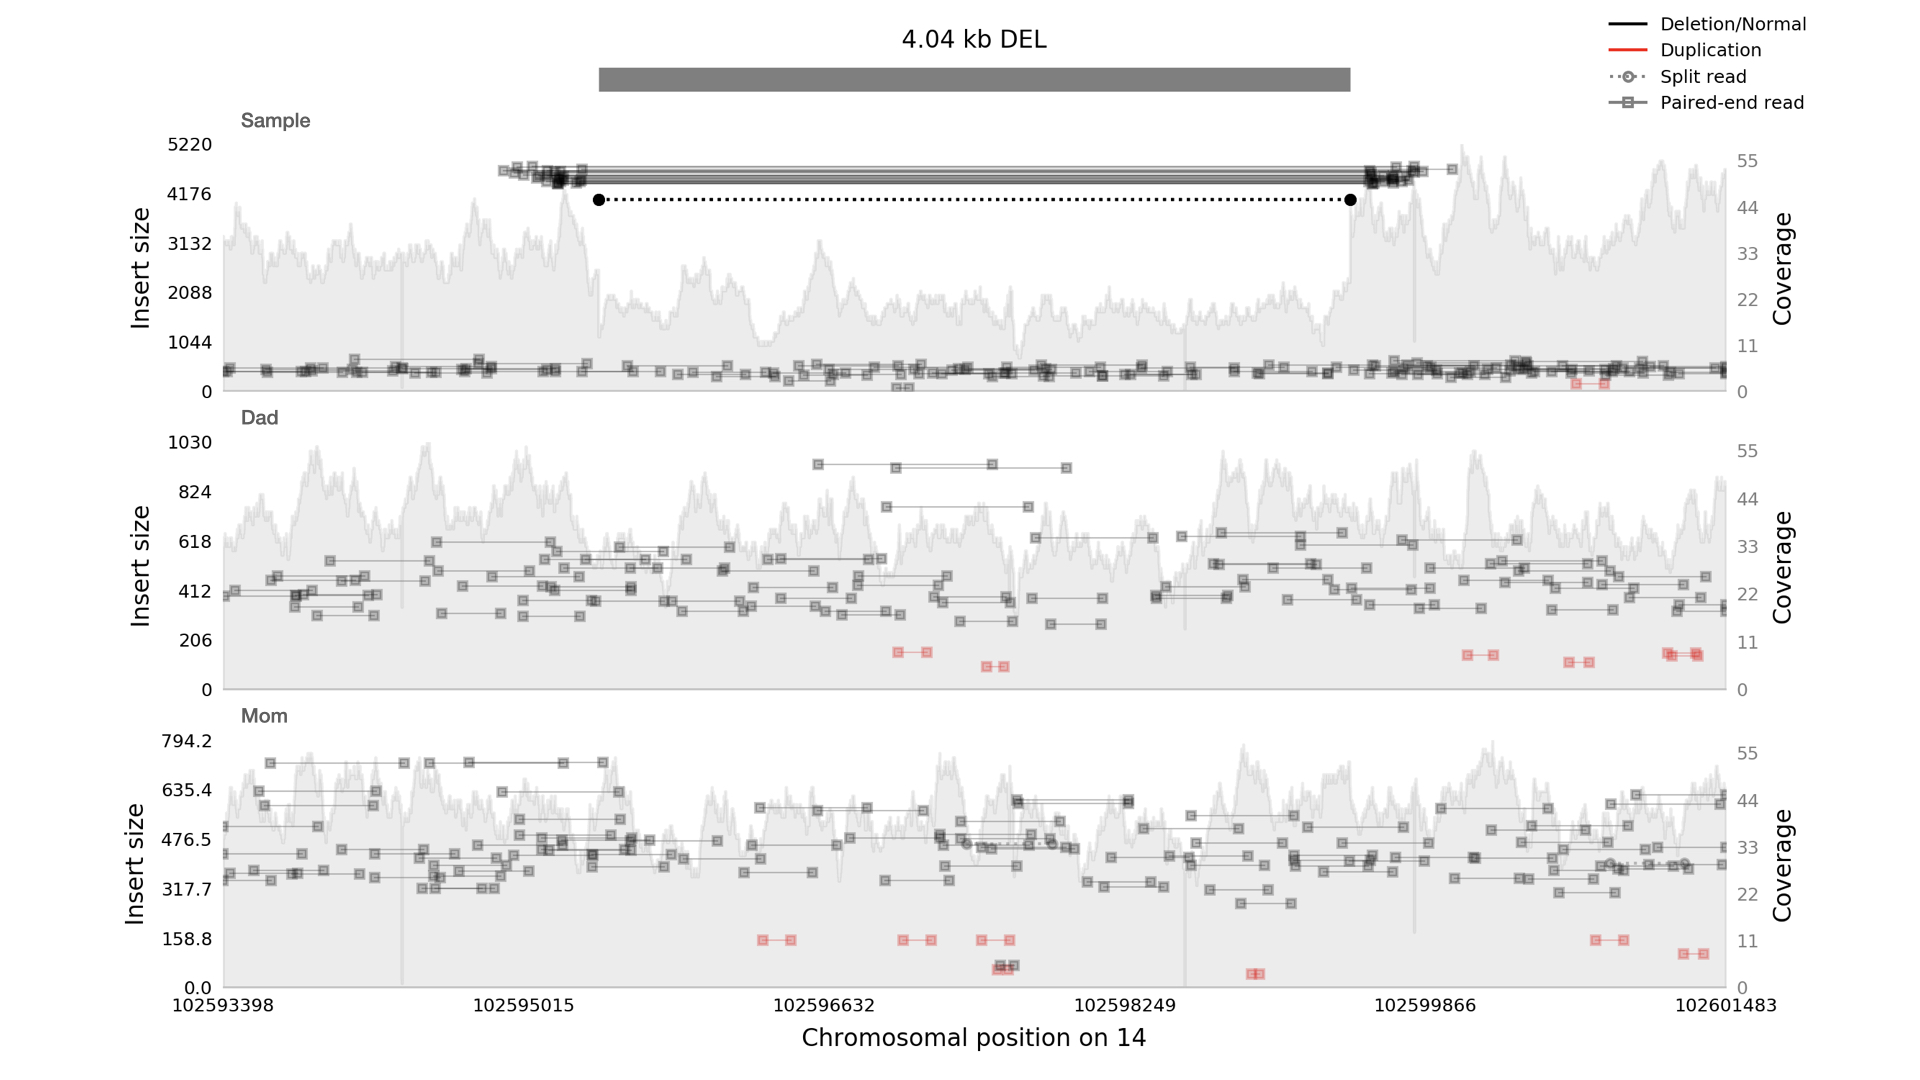 4.04 kb DEL
Deletion/Normal
Duplication
Split read
Paired-end read
Sample
5220
4176
3132
2088
1044
0
Insert size
55
44
33
22
11
0
Coverage
Dad
1030
824
618
412
206
0
Insert size
55
44
33
22
11
0
Coverage
Mom
794.2
635.4
476.5
317.7
158.8
0.0
Insert size
55
44
33
22
11
0
Coverage
102593398 102595015 102596632 102598249 102599866 102601483
Chromosomal position on 14